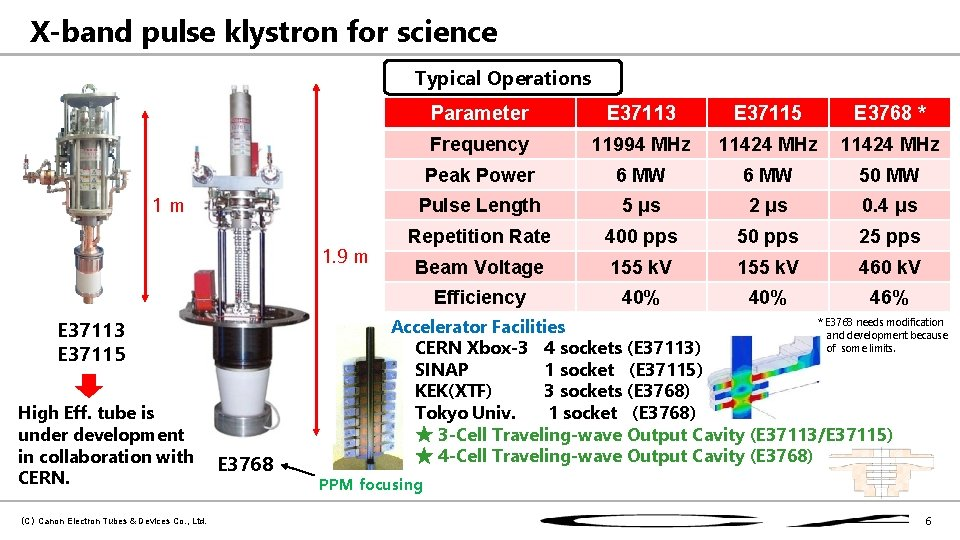 X-band pulse klystron for science
Typical Operations
Parameter E37113 E37115 E3768 *
Frequency 11994 MHz 11424 MHz 11424 MHz
Peak Power 6 MW 6 MW 50 MW
Pulse Length 5 μs 2 μs 0.4 μs
Repetition Rate 400 pps 50 pps 25 pps
Beam Voltage 155 kV 155 kV 460 kV
Efficiency 40% 40% 46%
1 m
1. 9 m
E37113
E37115
High Eff. tube is
under development
in collaboration with
CERN.
E3768
PPM focusing
Accelerator Facilities
CERN Xbox-3 4 sockets (E37113)
SINAP 1 socket (E37115)
KEK(XTF) 3 sockets (E3768)
Tokyo Univ. 1 socket (E3768)
★ 3-Cell Traveling-wave Output Cavity (E37113/E37115)
★ 4-Cell Traveling-wave Output Cavity (E3768)
* E3768 needs modification
and development because
of some limits.
(C) Canon Electron Tubes & Devices Co. , Ltd.
6